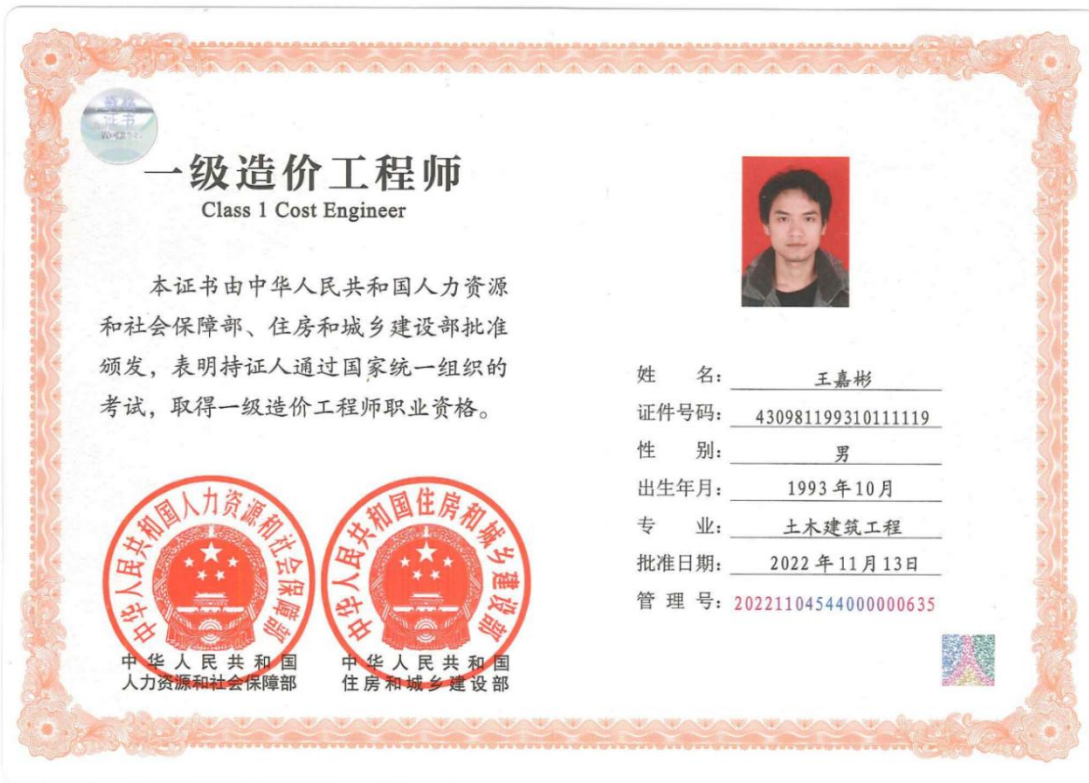 一级造价工程师
Class 1 Cost Engineer
本证书由中华人民共和国人力资源
和社会保障部、住房和城乡建设部批准
颁发，表明持证人通过国家统一组织的
考试，取得一级造价工程师职业资格。
中华人民共和国人力资源和社会保障部
中华人民共和国
人力资源和社会保障部
中华人民共和国住房和城乡建设部
中华人民共和国
住房和城乡建设部
姓 名：王嘉彬
证件号码：430981199310111119
性 别：男
出生年月：1993年10月
专 业：土木建筑工程
批准日期：2022年11月13日
管 理 号：20221104544000000635